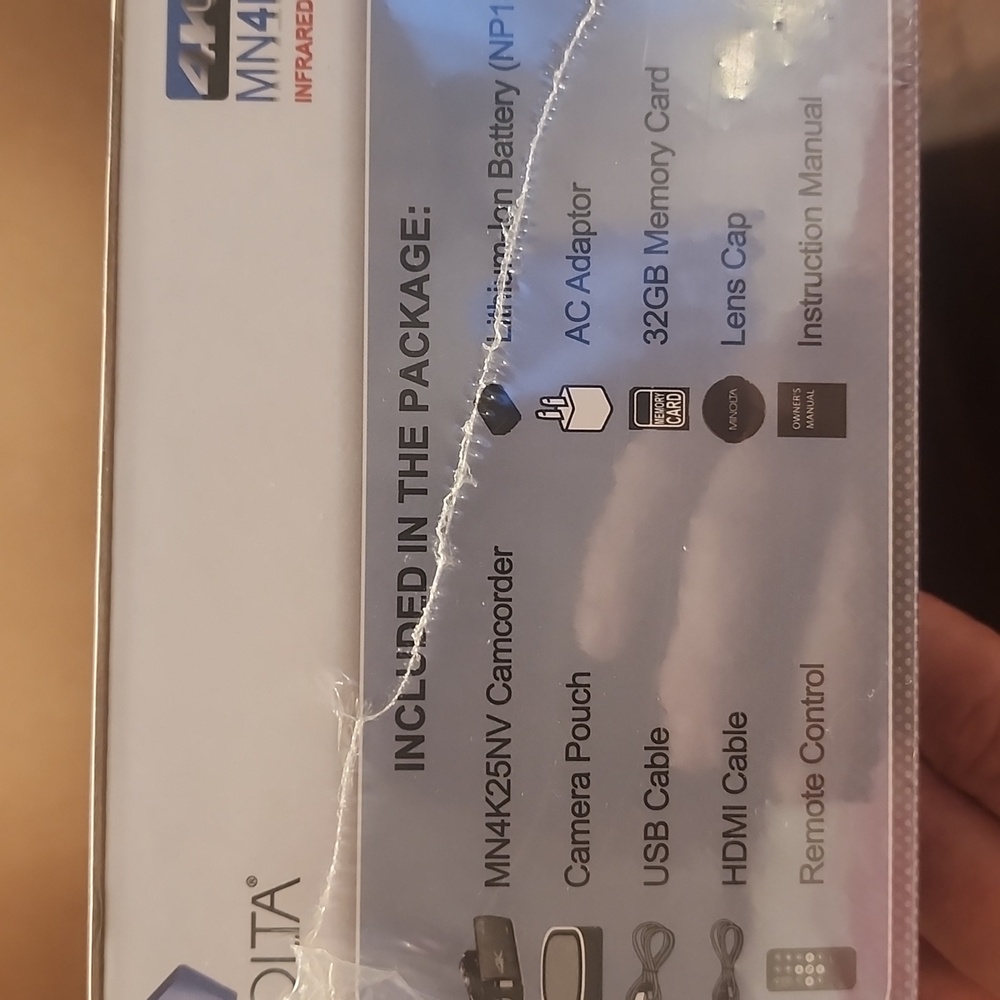 OLTA®
4K
MN4
INFRARED
INCLUDED IN THE PACKAGE:
MN4K25NV Camcorder
Camera Pouch
USB Cable
HDMI Cable
Remote Control
Lithium-Ion Battery (NP1
AC Adaptor
32GB Memory Card
MEMORY
CARD
Lens Cap
MINOLTA
Instruction Manual
OWNER'S
MANUAL